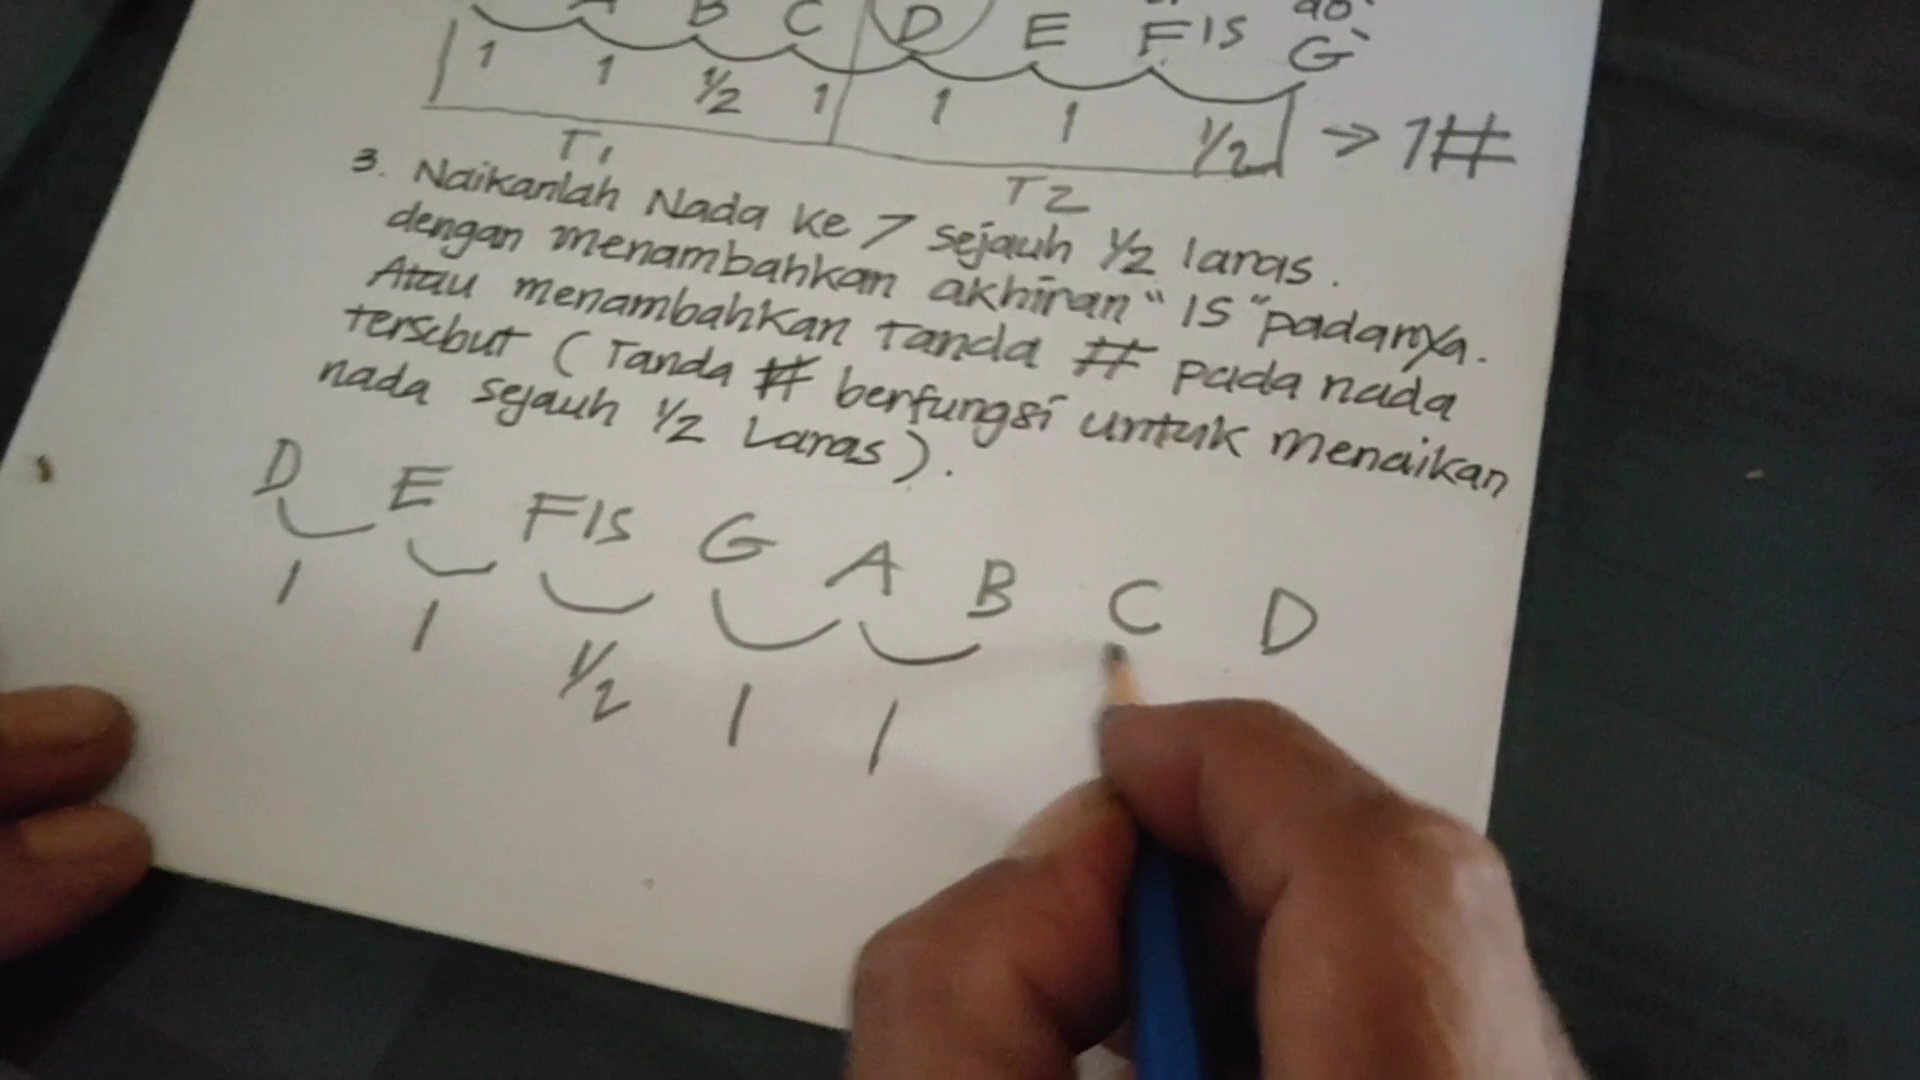 A B C D E FIS G
1 1 ½ 1 1 1 ½ → 1#
T1 T2
3. Naikanlah Nada ke 7 sejauh ½ laras.
dengan menambahkan akhiran "IS" padanya.
Atau menambahkan Tanda # pada nada
tersebut (Tanda # berfungsi untuk menaikan
nada sejauh ½ Laras).
D E FIS G A B C D
1 1 ½ 1 1